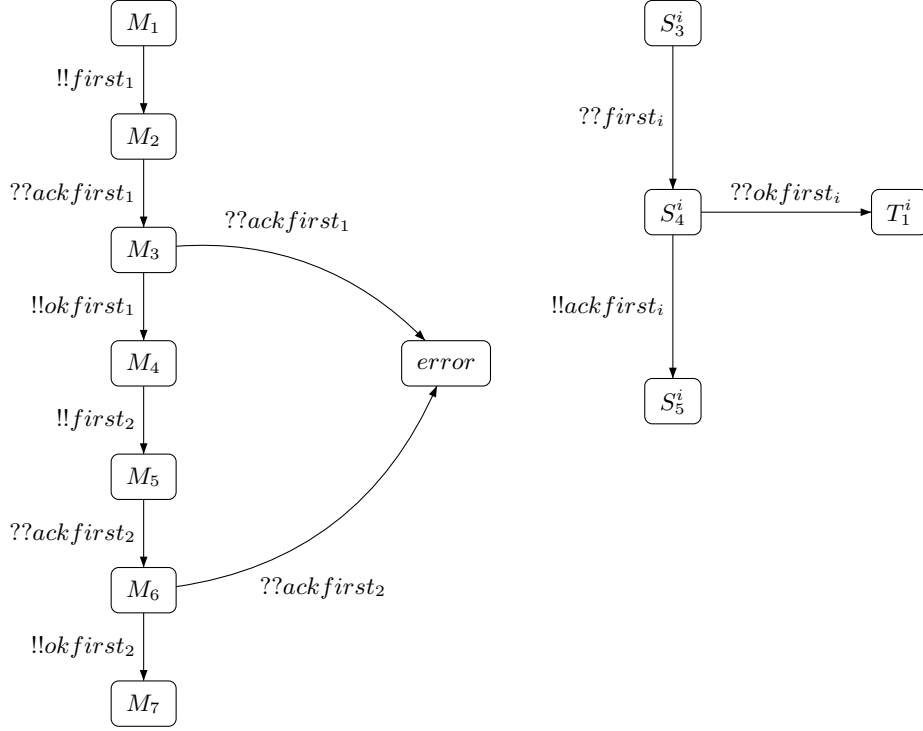 M₁
!!first₁
M₂
??ackfirst₁
M₃
??ackfirst₁
!!okfirst₁
M₄
error
!!first₂
M₅
??ackfirst₂
M₆
??ackfirst₂
!!okfirst₂
M₇
S₃ⁱ
??firstᵢ
S₄ⁱ
??okfirstᵢ
T₁ⁱ
!!ackfirstᵢ
S₅ⁱ